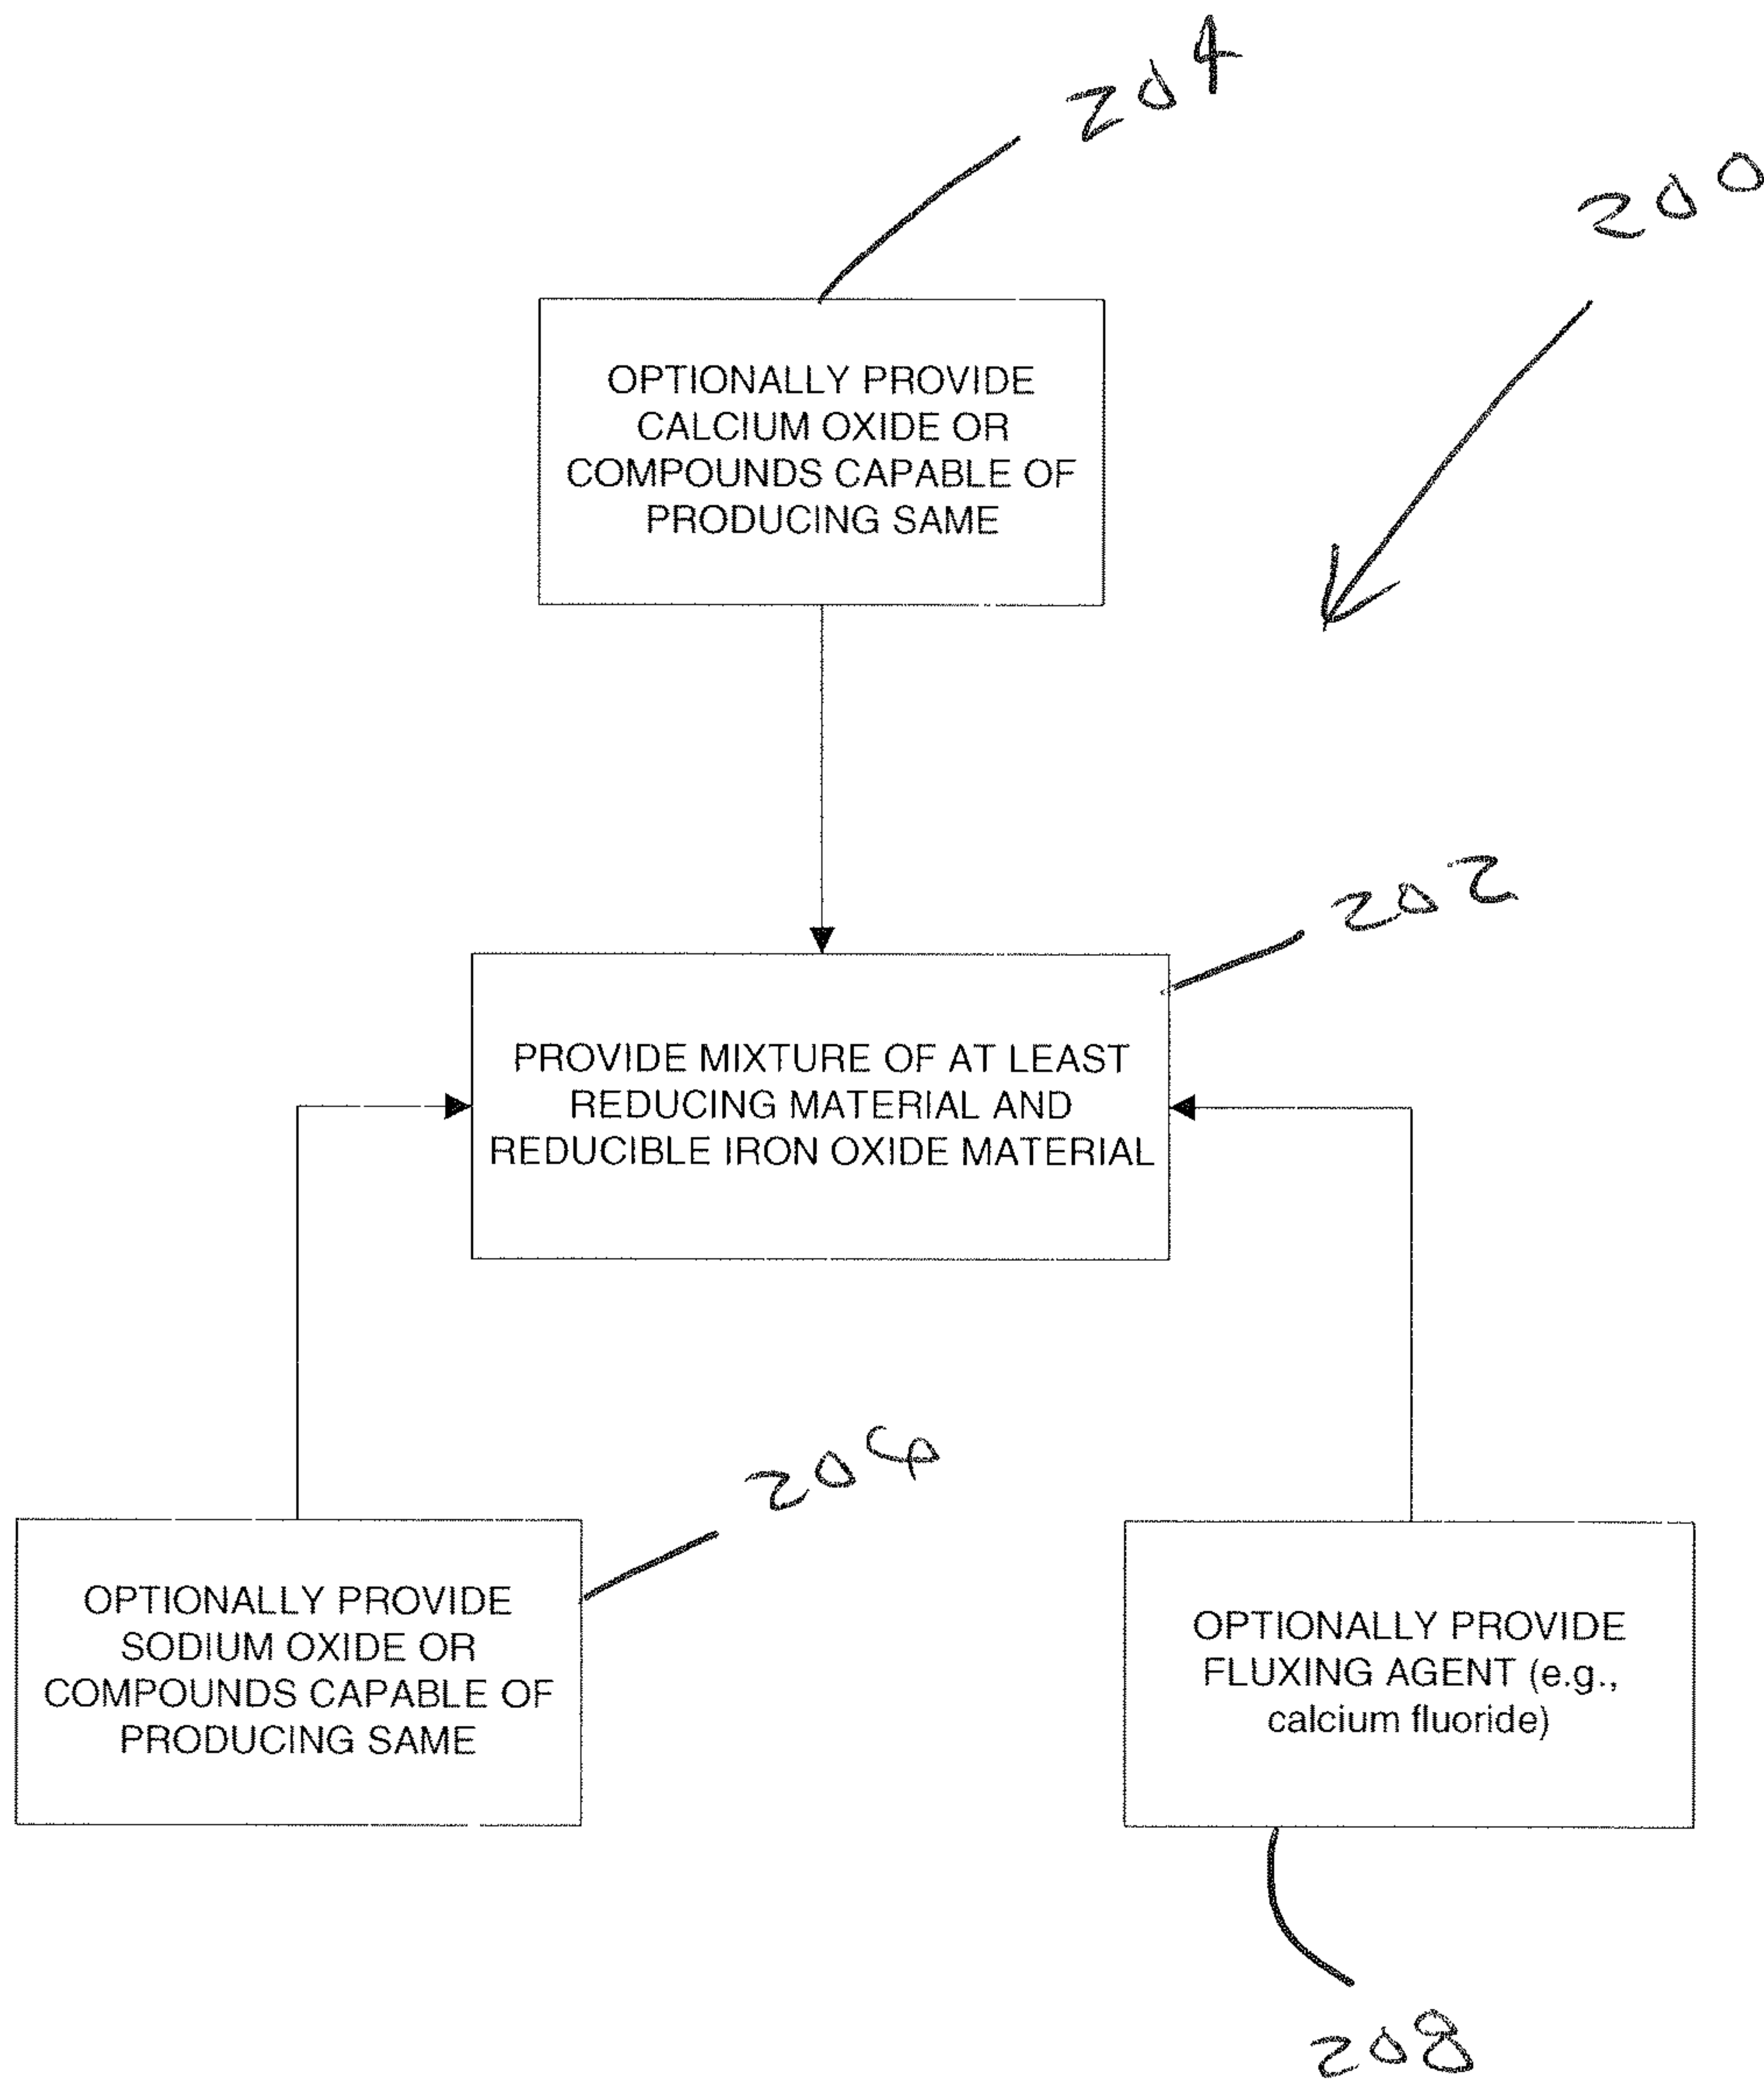 204
200
OPTIONALLY PROVIDE
CALCIUM OXIDE OR
COMPOUNDS CAPABLE OF
PRODUCING SAME
202
PROVIDE MIXTURE OF AT LEAST
REDUCING MATERIAL AND
REDUCIBLE IRON OXIDE MATERIAL
206
OPTIONALLY PROVIDE
SODIUM OXIDE OR
COMPOUNDS CAPABLE OF
PRODUCING SAME
OPTIONALLY PROVIDE
FLUXING AGENT (e.g.,
calcium fluoride)
208